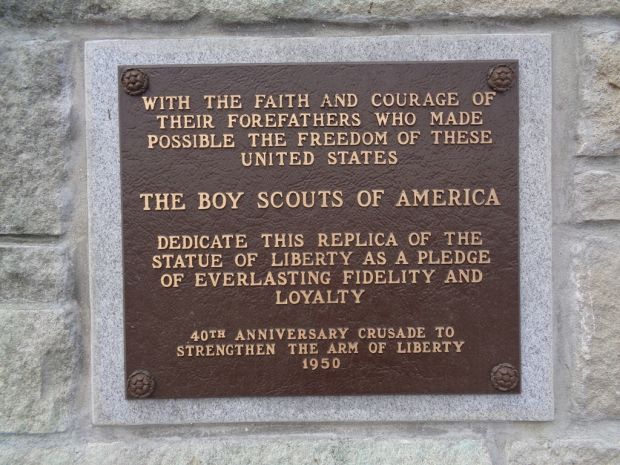 WITH THE FAITH AND COURAGE OF
THEIR FOREFATHERS WHO MADE
POSSIBLE THE FREEDOM OF THESE
UNITED STATES
THE BOY SCOUTS OF AMERICA
DEDICATE THIS REPLICA OF THE
STATUE OF LIBERTY AS A PLEDGE
OF EVERLASTING FIDELITY AND
LOYALTY
40TH ANNIVERSARY CRUSADE TO
STRENGTHEN THE ARM OF LIBERTY
1950